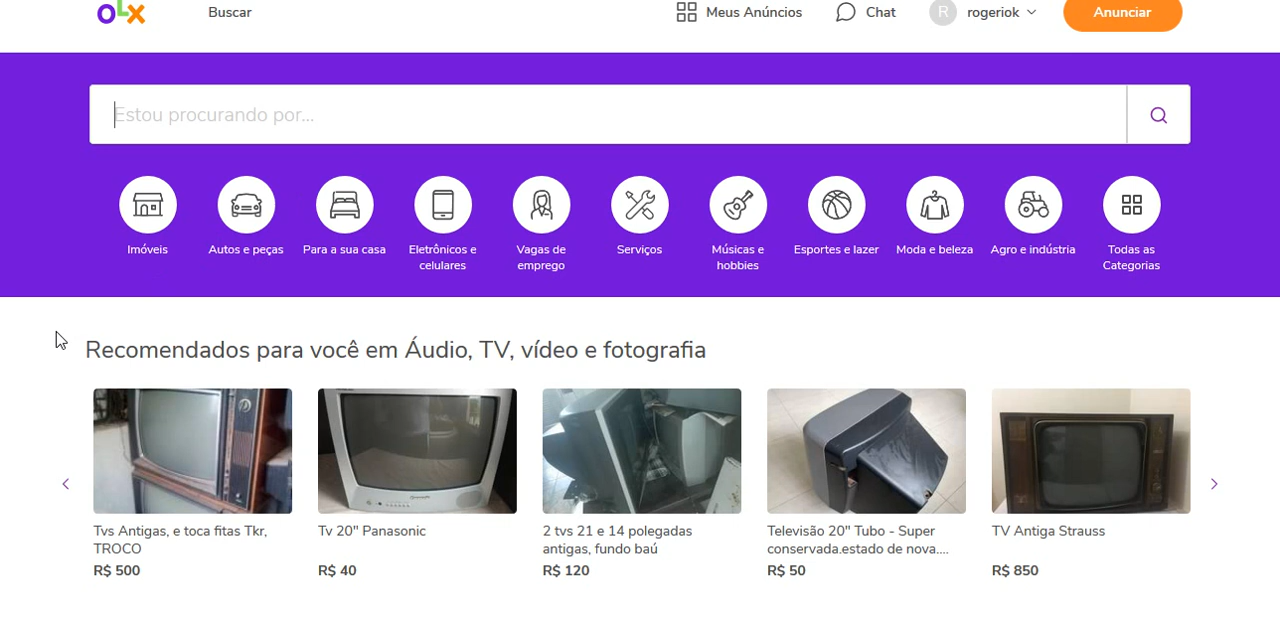 OLX
Buscar
Meus Anúncios
Chat
R
rogeriok
Anunciar
Estou procurando por...
Imóveis
Autos e peças
Para a sua casa
Eletrônicos e
celulares
Vagas de
emprego
Serviços
Músicas e
hobbies
Esportes e lazer
Moda e beleza
Agro e indústria
Todas as
Categorias
Recomendados para você em Áudio, TV, vídeo e fotografia
Tvs Antigas, e toca fitas Tkr,
TROCO
R$ 500
Tv 20" Panasonic
R$ 40
2 tvs 21 e 14 polegadas
antigas, fundo baú
R$ 120
Televisão 20" Tubo - Super
conservada.estado de nova....
R$ 50
TV Antiga Strauss
R$ 850